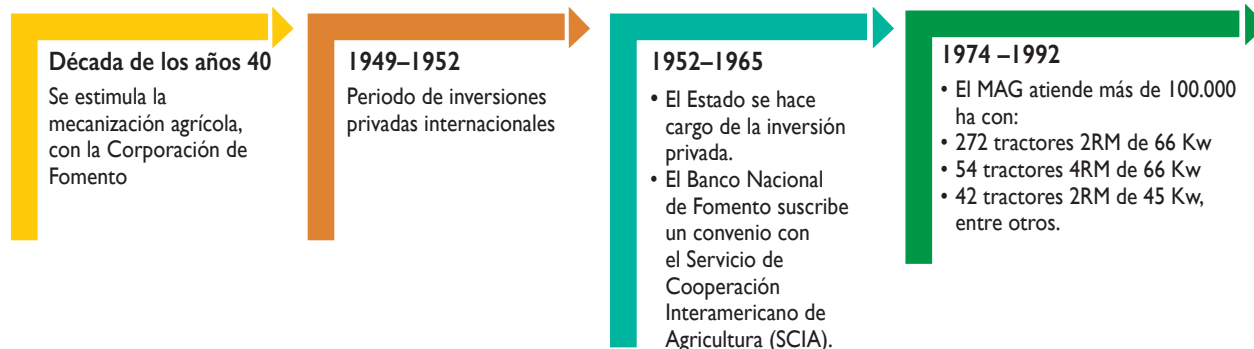 Década de los años 40
Se estimula la
mecanización agrícola,
con la Corporación de
Fomento
1949–1952
Periodo de inversiones
privadas internacionales
1952–1965
• El Estado se hace
cargo de la inversión
privada.
• El Banco Nacional
de Fomento suscribe
un convenio con
el Servicio de
Cooperación
Interamericano de
Agricultura (SCIA).
1974 –1992
• El MAG atiende más de 100.000
ha con:
• 272 tractores 2RM de 66 Kw
• 54 tractores 4RM de 66 Kw
• 42 tractores 2RM de 45 Kw,
entre otros.